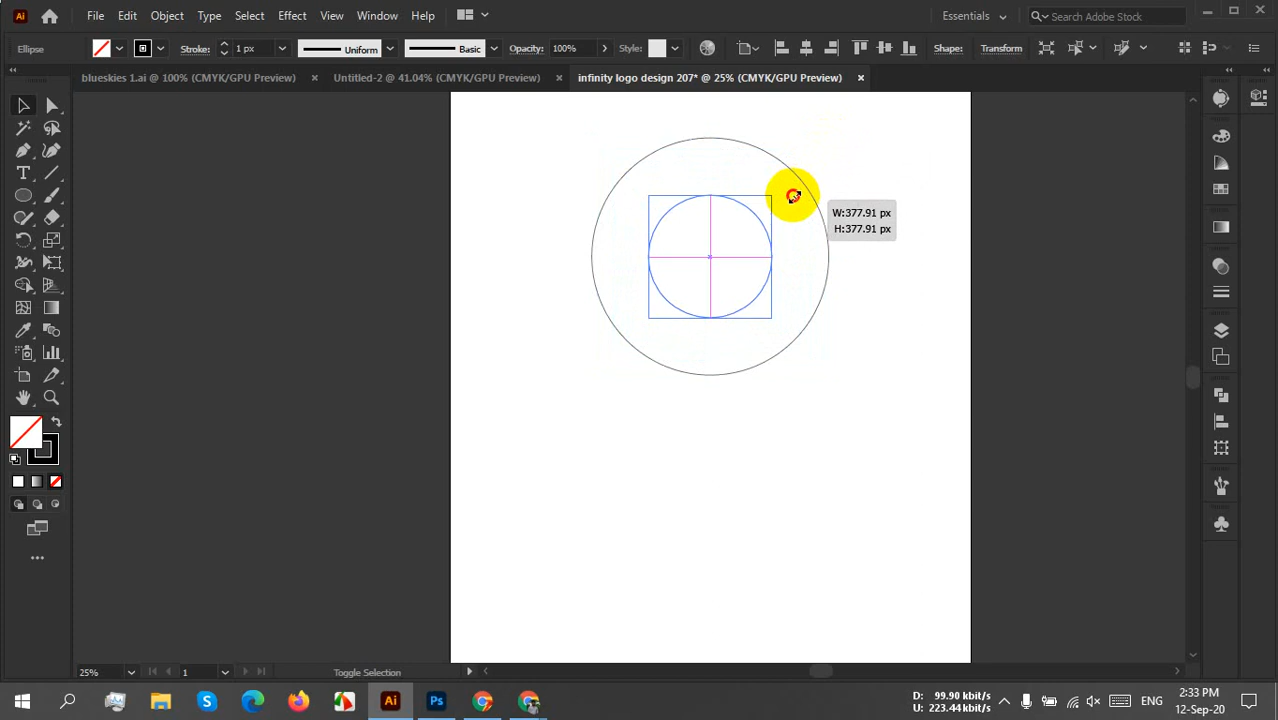 Ai File Edit Object Type Select Effect View Window Help Essentials Search Adobe Stock
Ellipse Stroke: 1 px Uniform Basic Opacity: 100% Style: Shape: Transform
blueskies 1.ai @ 100% (CMYK/GPU Preview) × Untitled-2 @ 41.04% (CMYK/GPU Preview) × infinity logo design 207* @ 25% (CMYK/GPU Preview) ×
W:377.91 px
H:377.91 px
25% 1 Toggle Selection
Ai Ps D: 99.90 kbit/s ENG 2:33 PM
U: 223.44 kbit/s 12-Sep-20